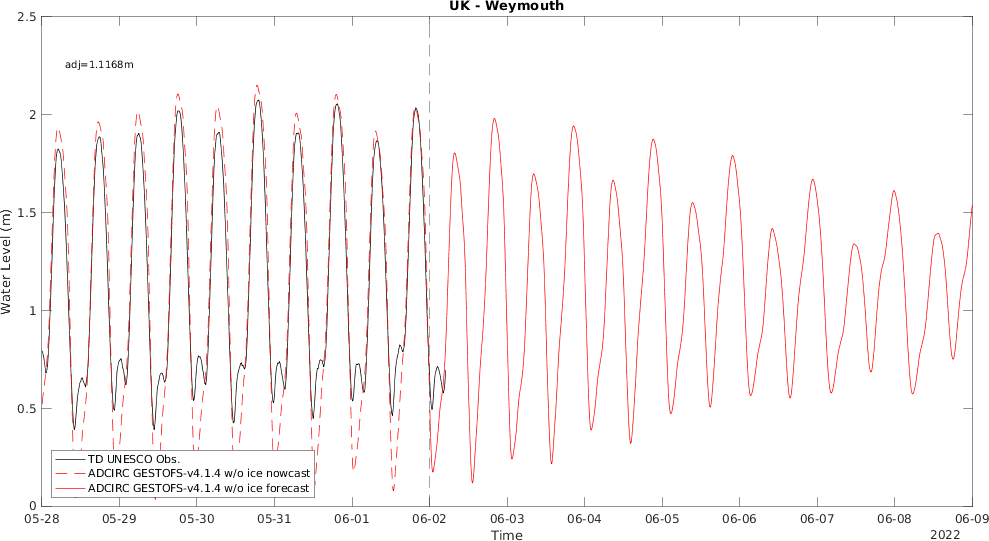 UK - Weymouth
2.5
adj=1.1168m
2
1.5
Water Level (m)
1
0.5
TD UNESCO Obs.
ADCIRC GESTOFS-v4.1.4 w/o ice nowcast
ADCIRC GESTOFS-v4.1.4 w/o ice forecast
0
05-28 05-29 05-30 05-31 06-01 06-02 06-03 06-04 06-05 06-06 06-07 06-08 06-09
Time
2022